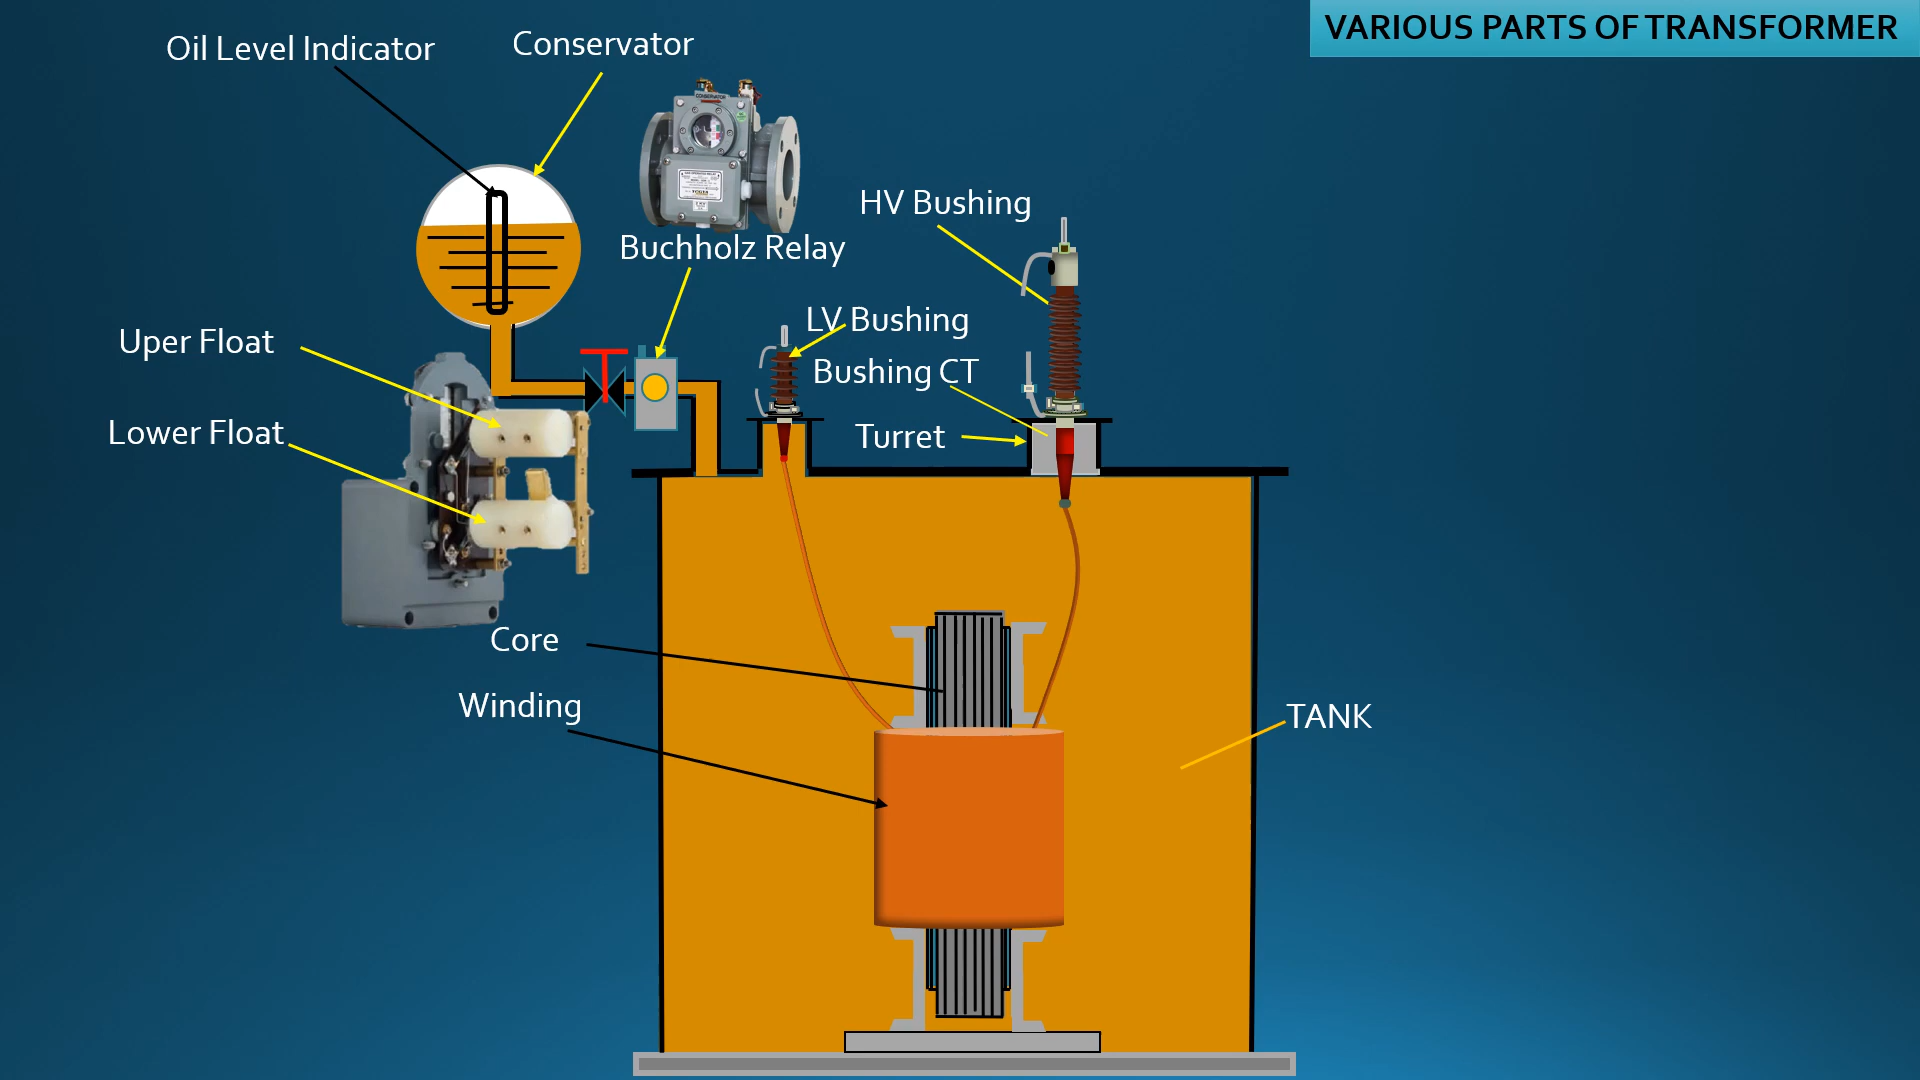 VARIOUS PARTS OF TRANSFORMER
Oil Level Indicator
Conservator
CONSERVATOR
Buchholz Relay
HV Bushing
LV Bushing
Bushing CT
Turret
Uper Float
Lower Float
Core
Winding
TANK